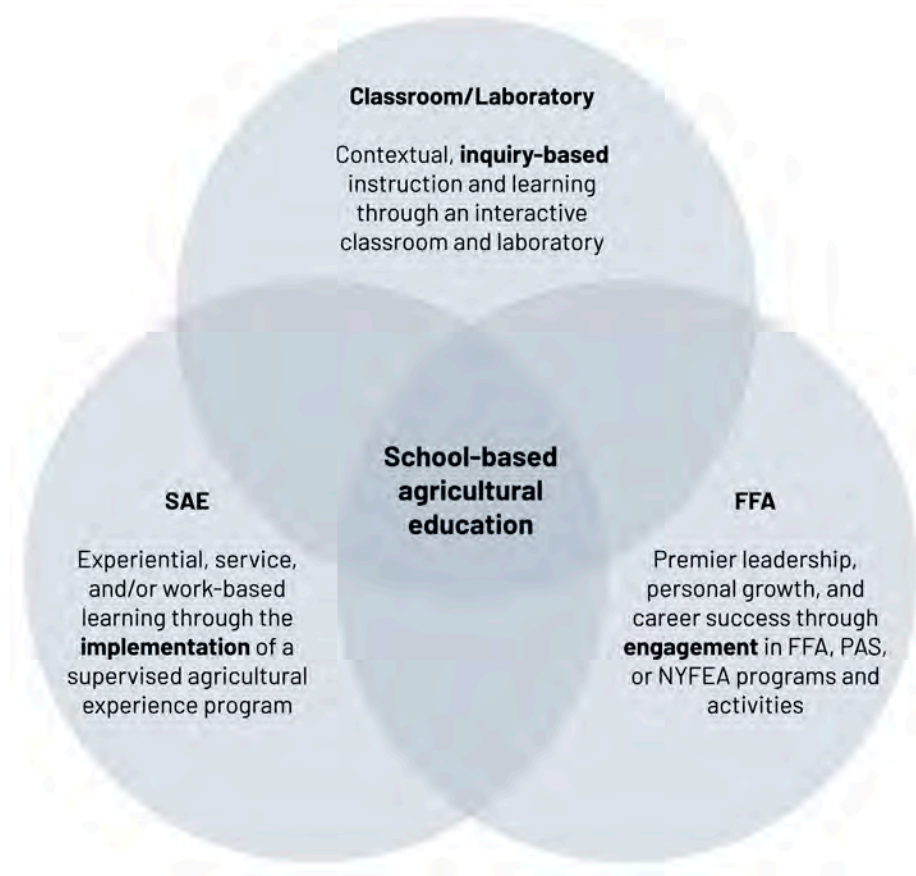 Classroom/Laboratory
Contextual, inquiry-based
instruction and learning
through an interactive
classroom and laboratory
School-based
agricultural
education
SAE
Experiential, service,
and/or work-based
learning through the
implementation of a
supervised agricultural
experience program
FFA
Premier leadership,
personal growth, and
career success through
engagement in FFA, PAS,
or NYFEA programs and
activities